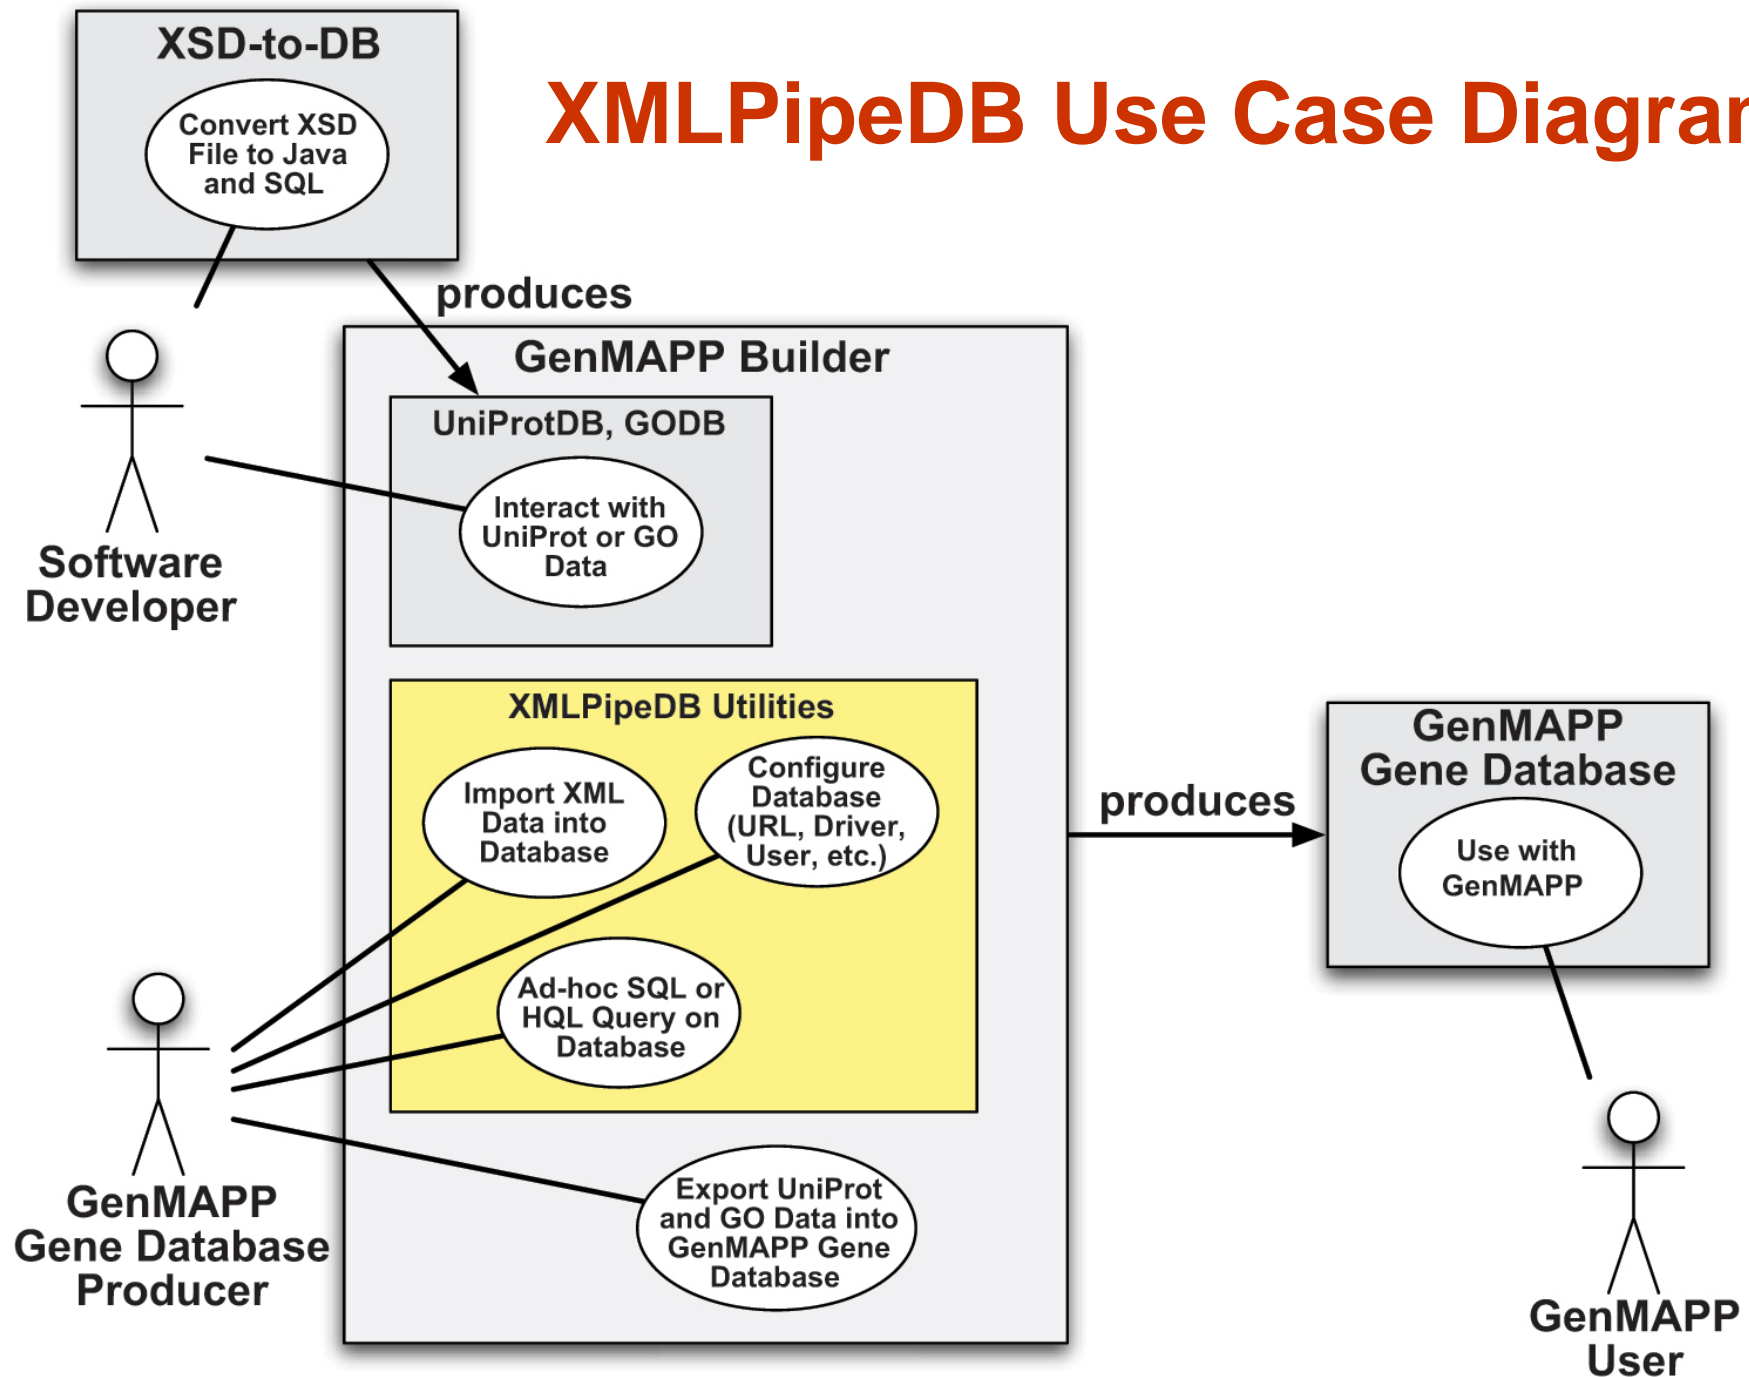 XSD-to-DB
Convert XSD
File to Java
and SQL
XMLPipeDB Use Case Diagram
produces
GenMAPP Builder
UniProtDB, GODB
Interact with
UniProt or GO
Data
Software
Developer
XMLPipeDB Utilities
Import XML
Data into
Database
Configure
Database
(URL, Driver,
User, etc.)
Ad-hoc SQL or
HQL Query on
Database
Export UniProt
and GO Data into
GenMAPP Gene
Database
GenMAPP
Gene Database
Producer
produces
GenMAPP
Gene Database
Use with
GenMAPP
GenMAPP
User